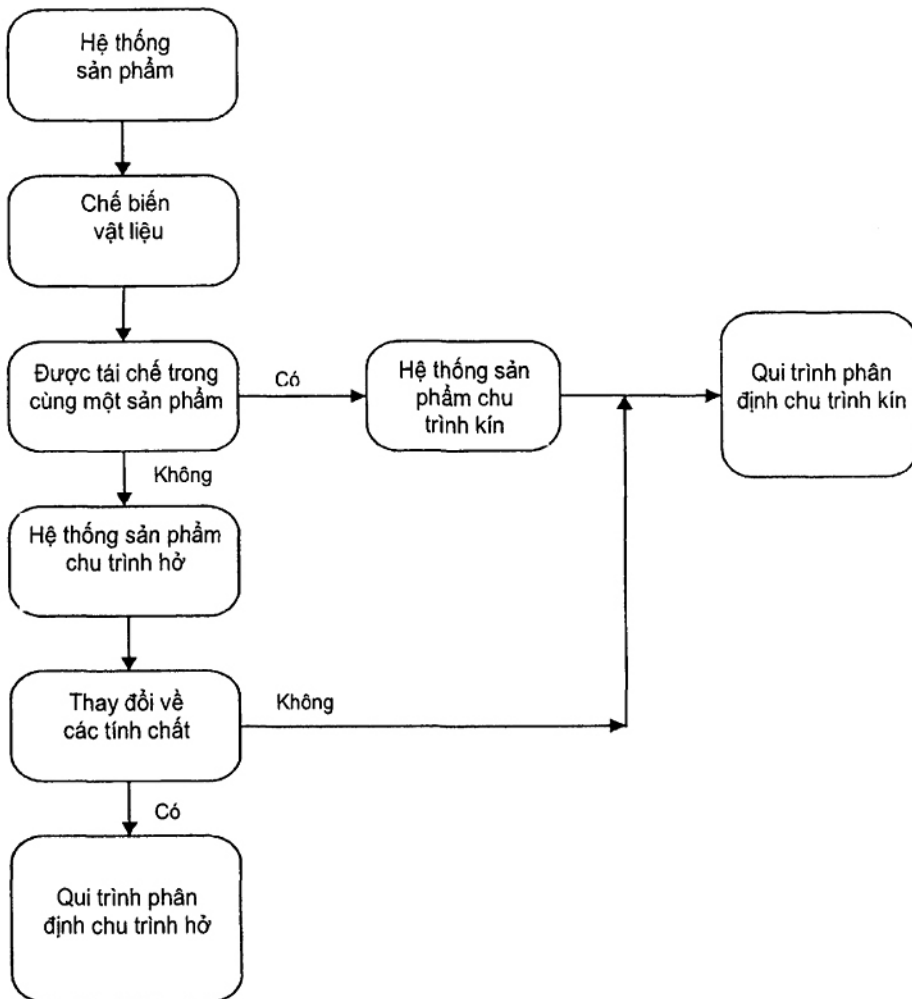 Hệ thống
sản phẩm
Chế biến
vật liệu
Được tái chế trong
cùng một sản phẩm
Có
Hệ thống sản
phẩm chu
trình kín
Qui trình phân
định chu trình kín
Không
Hệ thống sản phẩm
chu trình hở
Thay đổi về
các tính chất
Không
Có
Qui trình phân
định chu trình hở